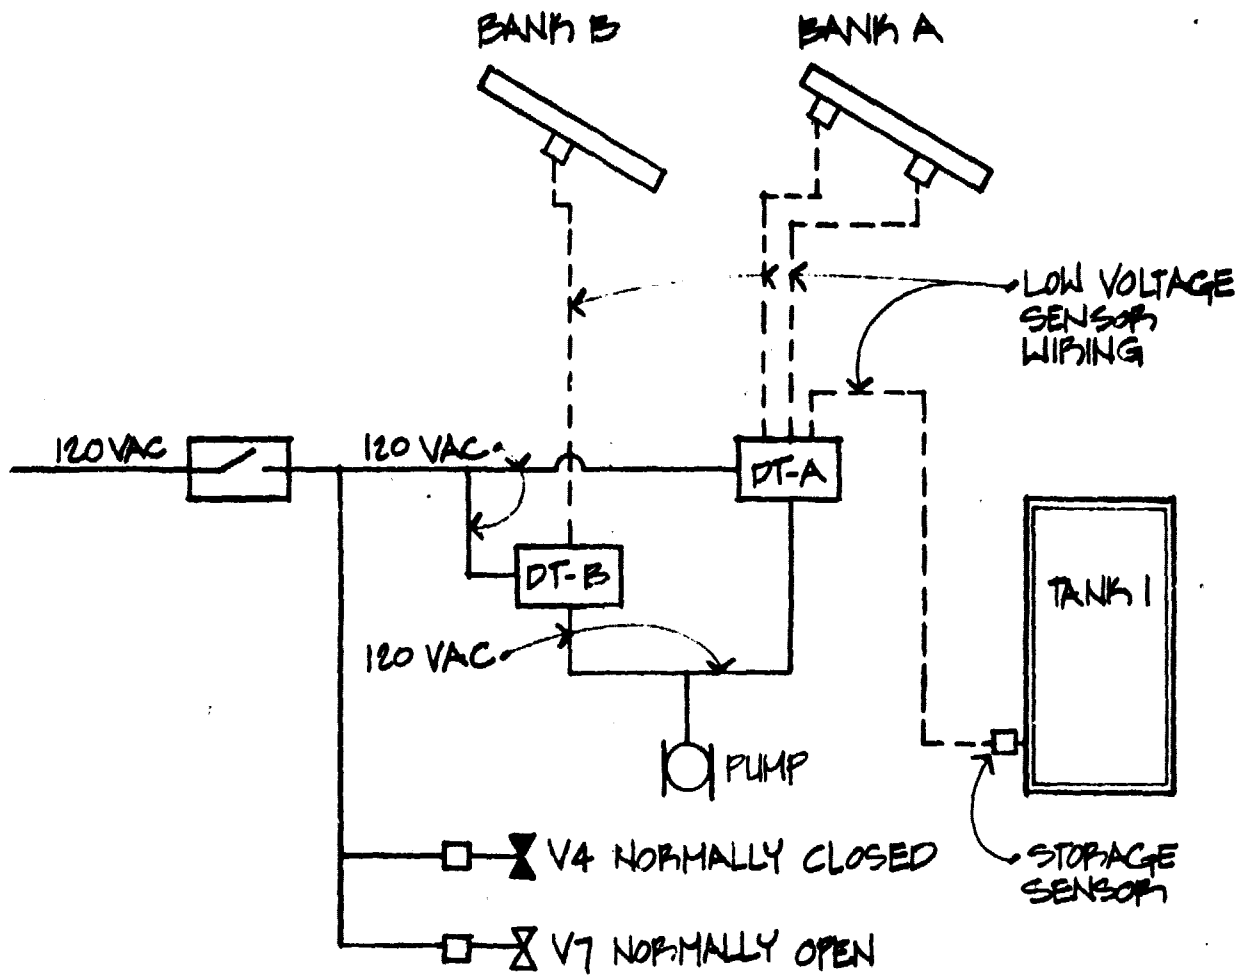 BANK B
BANK A
LOW VOLTAGE
SENSOR
WIRING
120 VAC
120 VAC
DT-A
DT-B
TANK 1
120 VAC
PUMP
V4 NORMALLY CLOSED
STORAGE
SENSOR
V7 NORMALLY OPEN